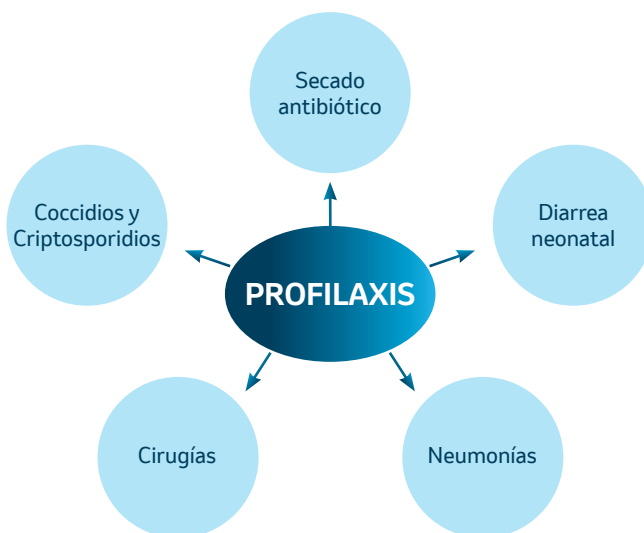 Secado
antibiótico
Coccidios y
Criptosporidios
Diarrea
neonatal
PROFILAXIS
Cirugías
Neumonías